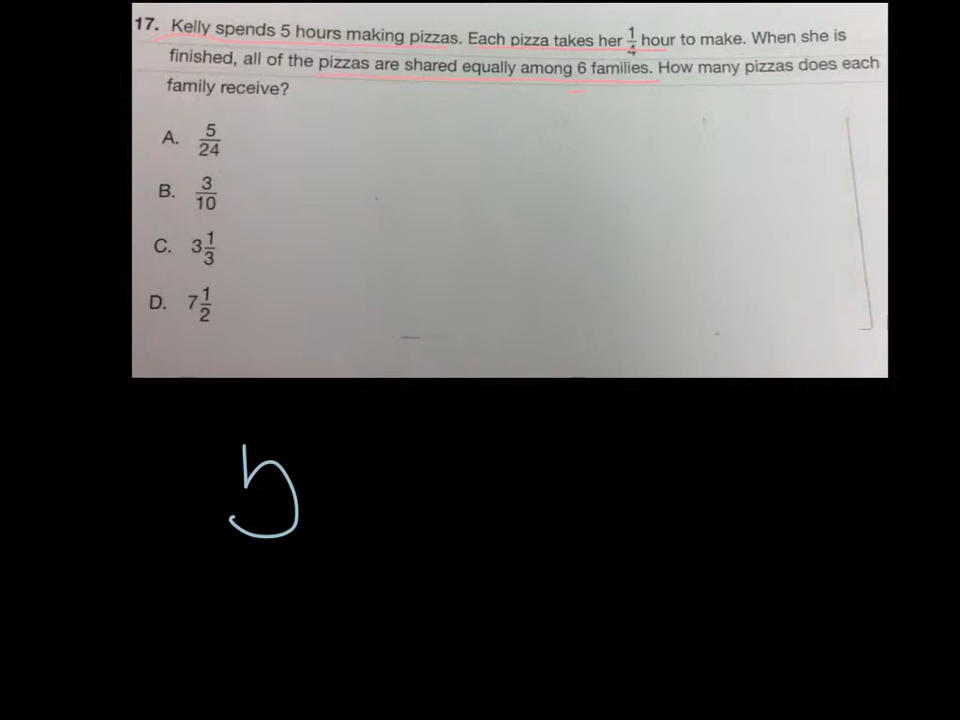 17. Kelly spends 5 hours making pizzas. Each pizza takes her 1/4 hour to make. When she is
finished, all of the pizzas are shared equally among 6 families. How many pizzas does each
family receive?
A. 5/24
B. 3/10
C. 3 1/3
D. 7 1/2
5